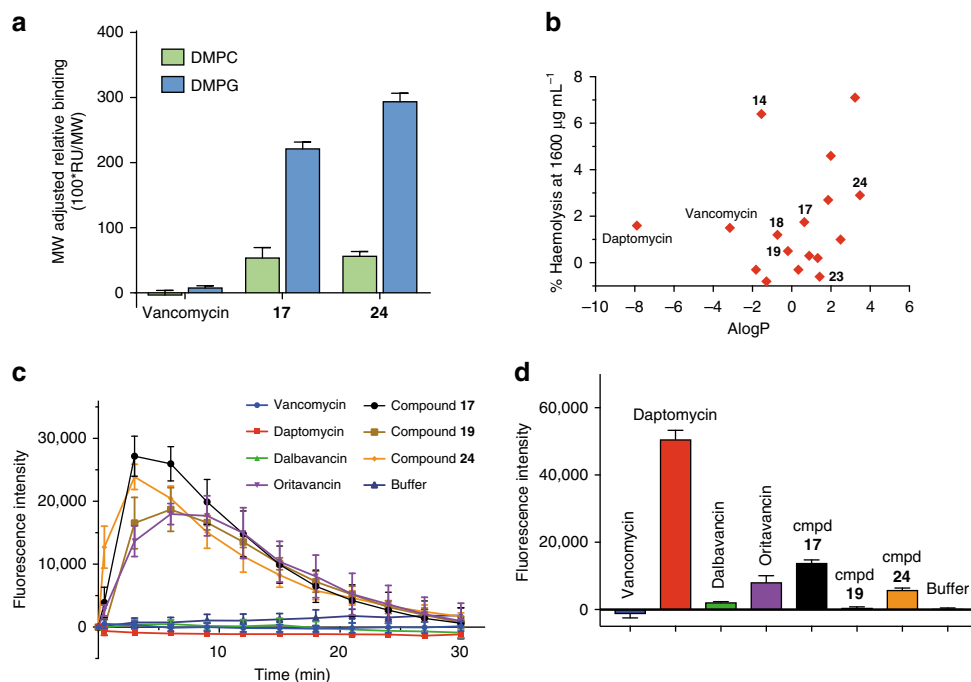 a
MW adjusted relative binding
(100*RU/MW)
400
300
200
100
0
DMPC
DMPG
Vancomycin
17
24
b
% Haemolysis at 1600 μg mL⁻¹
8
6
4
2
0
14
24
Vancomycin
17
18
Daptomycin
19
23
−10
−8
−6
−4
−2
0
2
4
6
AlogP
c
Fluorescence intensity
30,000
20,000
10,000
0
Vancomycin
Daptomycin
Dalbavancin
Oritavancin
Compound 17
Compound 19
Compound 24
Buffer
10
20
30
Time (min)
d
Fluorescence intensity
60,000
40,000
20,000
0
Vancomycin
Daptomycin
Dalbavancin
Oritavancin
cmpd
17
cmpd
19
cmpd
24
Buffer